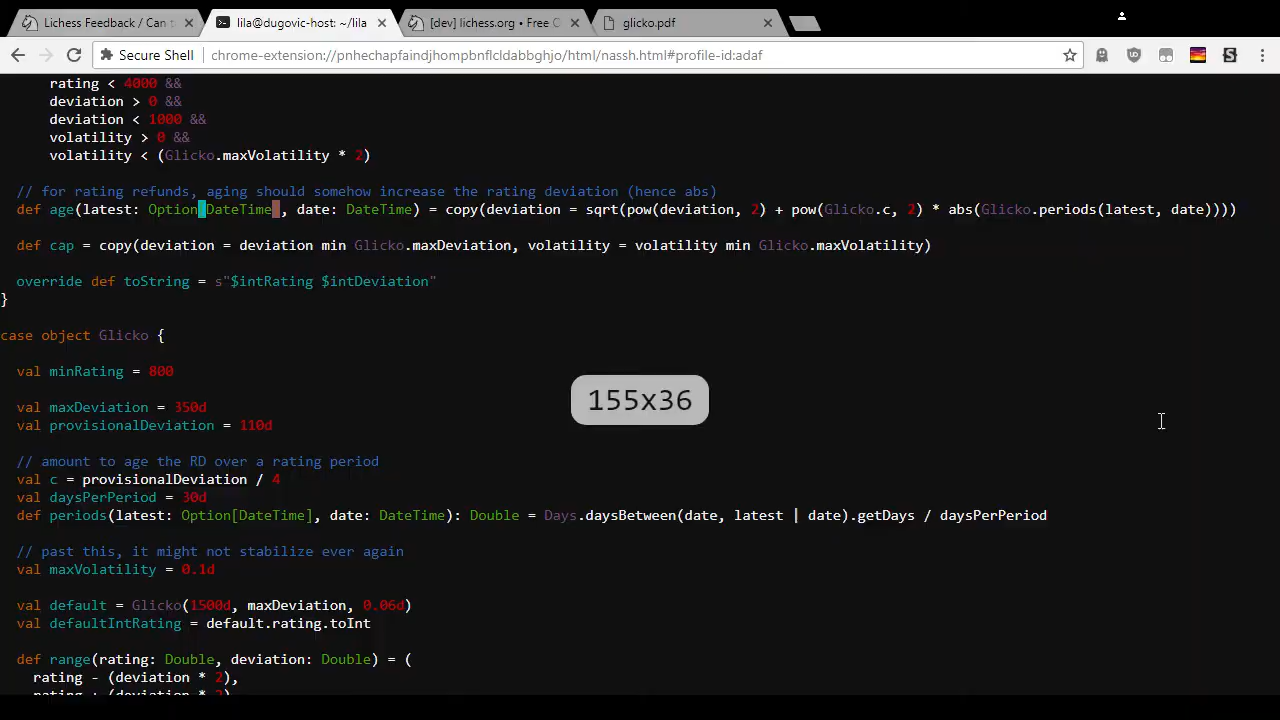 Lichess Feedback / Can t
lila@dugovic-host: ~/lila
[dev] lichess.org • Free O
glicko.pdf
Secure Shell
chrome-extension://pnhechapfaindjhompbnflcldabbghjo/html/nassh.html#profile-id:adaf
rating < 4000 &&
deviation > 0 &&
deviation < 1000 &&
volatility > 0 &&
volatility < (Glicko.maxVolatility * 2)
// for rating refunds, aging should somehow increase the rating deviation (hence abs)
def age(latest: Option[DateTime], date: DateTime) = copy(deviation = sqrt(pow(deviation, 2) + pow(Glicko.c, 2) * abs(Glicko.periods(latest, date))))
def cap = copy(deviation = deviation min Glicko.maxDeviation, volatility = volatility min Glicko.maxVolatility)
override def toString = s"$intRating $intDeviation"
}
case object Glicko {
val minRating = 800
val maxDeviation = 350d
155x36
val provisionalDeviation = 110d
// amount to age the RD over a rating period
val c = provisionalDeviation / 4
val daysPerPeriod = 30d
def periods(latest: Option[DateTime], date: DateTime): Double = Days.daysBetween(date, latest | date).getDays / daysPerPeriod
// past this, it might not stabilize ever again
val maxVolatility = 0.1d
val default = Glicko(1500d, maxDeviation, 0.06d)
val defaultIntRating = default.rating.toInt
def range(rating: Double, deviation: Double) = (
rating - (deviation * 2),
rating + (deviation * 2)